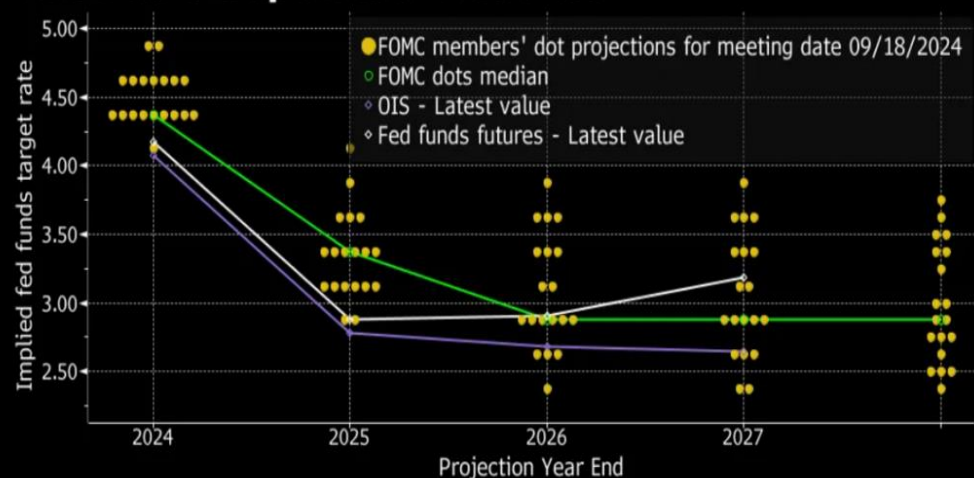 5.00
4.50
4.00
3.50
3.00
2.50
Implied fed funds target rate
FOMC members' dot projections for meeting date 09/18/2024
FOMC dots median
OIS - Latest value
Fed funds futures - Latest value
2024
2025
2026
2027
Projection Year End